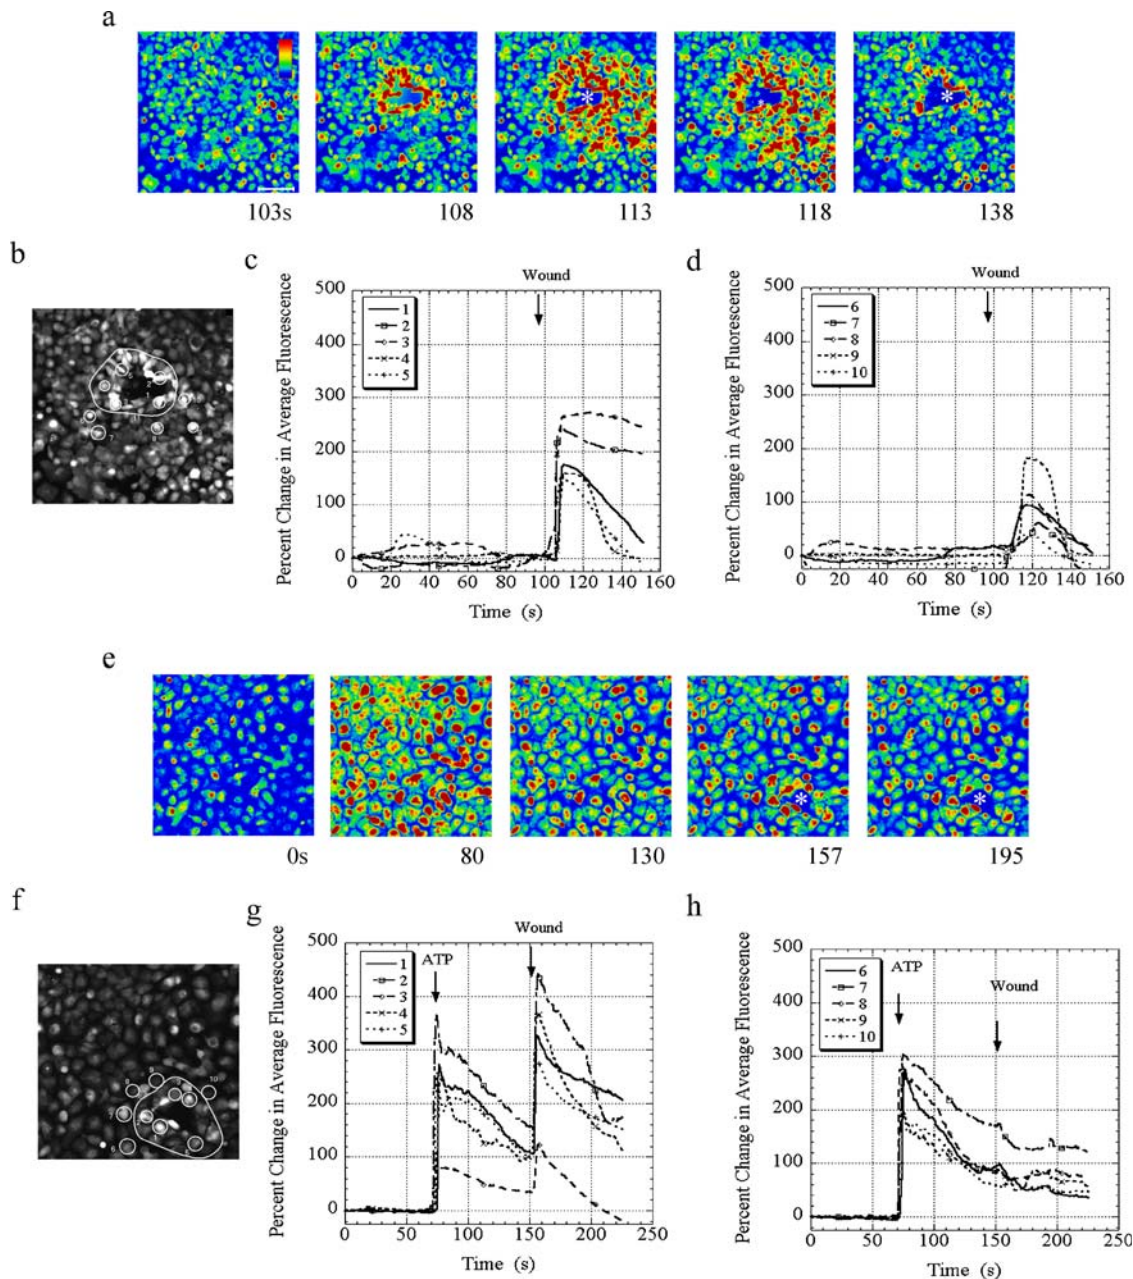 a
103s 108 113 118 138
b
c
Wound
500
400
300
200
100
0
0 20 40 60 80 100 120 140 160
Percent Change in Average Fluorescence
Time (s)
1
2
3
4
5
d
Wound
500
400
300
200
100
0
0 20 40 60 80 100 120 140 160
Percent Change in Average Fluorescence
Time (s)
6
7
8
9
10
e
0s 80 130 157 195
f
g
Wound
ATP
500
400
300
200
100
0
0 50 100 150 200 250
Percent Change in Average Fluorescence
Time (s)
1
2
3
4
5
h
ATP
Wound
500
400
300
200
100
0
0 50 100 150 200 250
Percent Change in Average Fluorescence
Time (s)
6
7
8
9
10